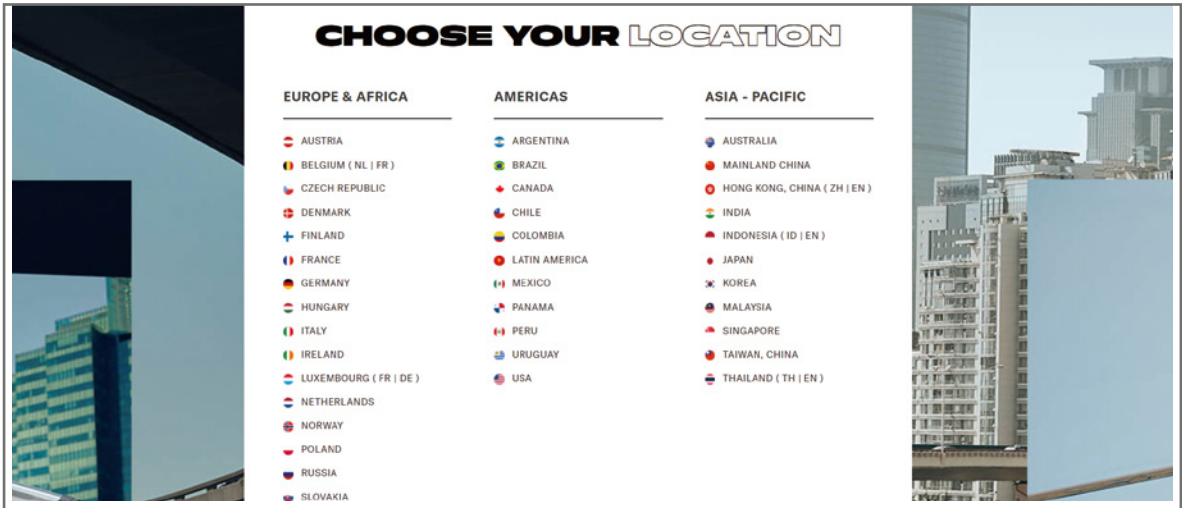 CHOOSE YOUR LOCATION
EUROPE & AFRICA
AUSTRIA
BELGIUM ( NL | FR )
CZECH REPUBLIC
DENMARK
FINLAND
FRANCE
GERMANY
HUNGARY
ITALY
IRELAND
LUXEMBOURG ( FR | DE )
NETHERLANDS
NORWAY
POLAND
RUSSIA
SLOVAKIA
AMERICAS
ARGENTINA
BRAZIL
CANADA
CHILE
COLOMBIA
LATIN AMERICA
MEXICO
PANAMA
PERU
URUGUAY
USA
ASIA - PACIFIC
AUSTRALIA
MAINLAND CHINA
HONG KONG, CHINA ( ZH | EN )
INDIA
INDONESIA ( ID | EN )
JAPAN
KOREA
MALAYSIA
SINGAPORE
TAIWAN, CHINA
THAILAND ( TH | EN )